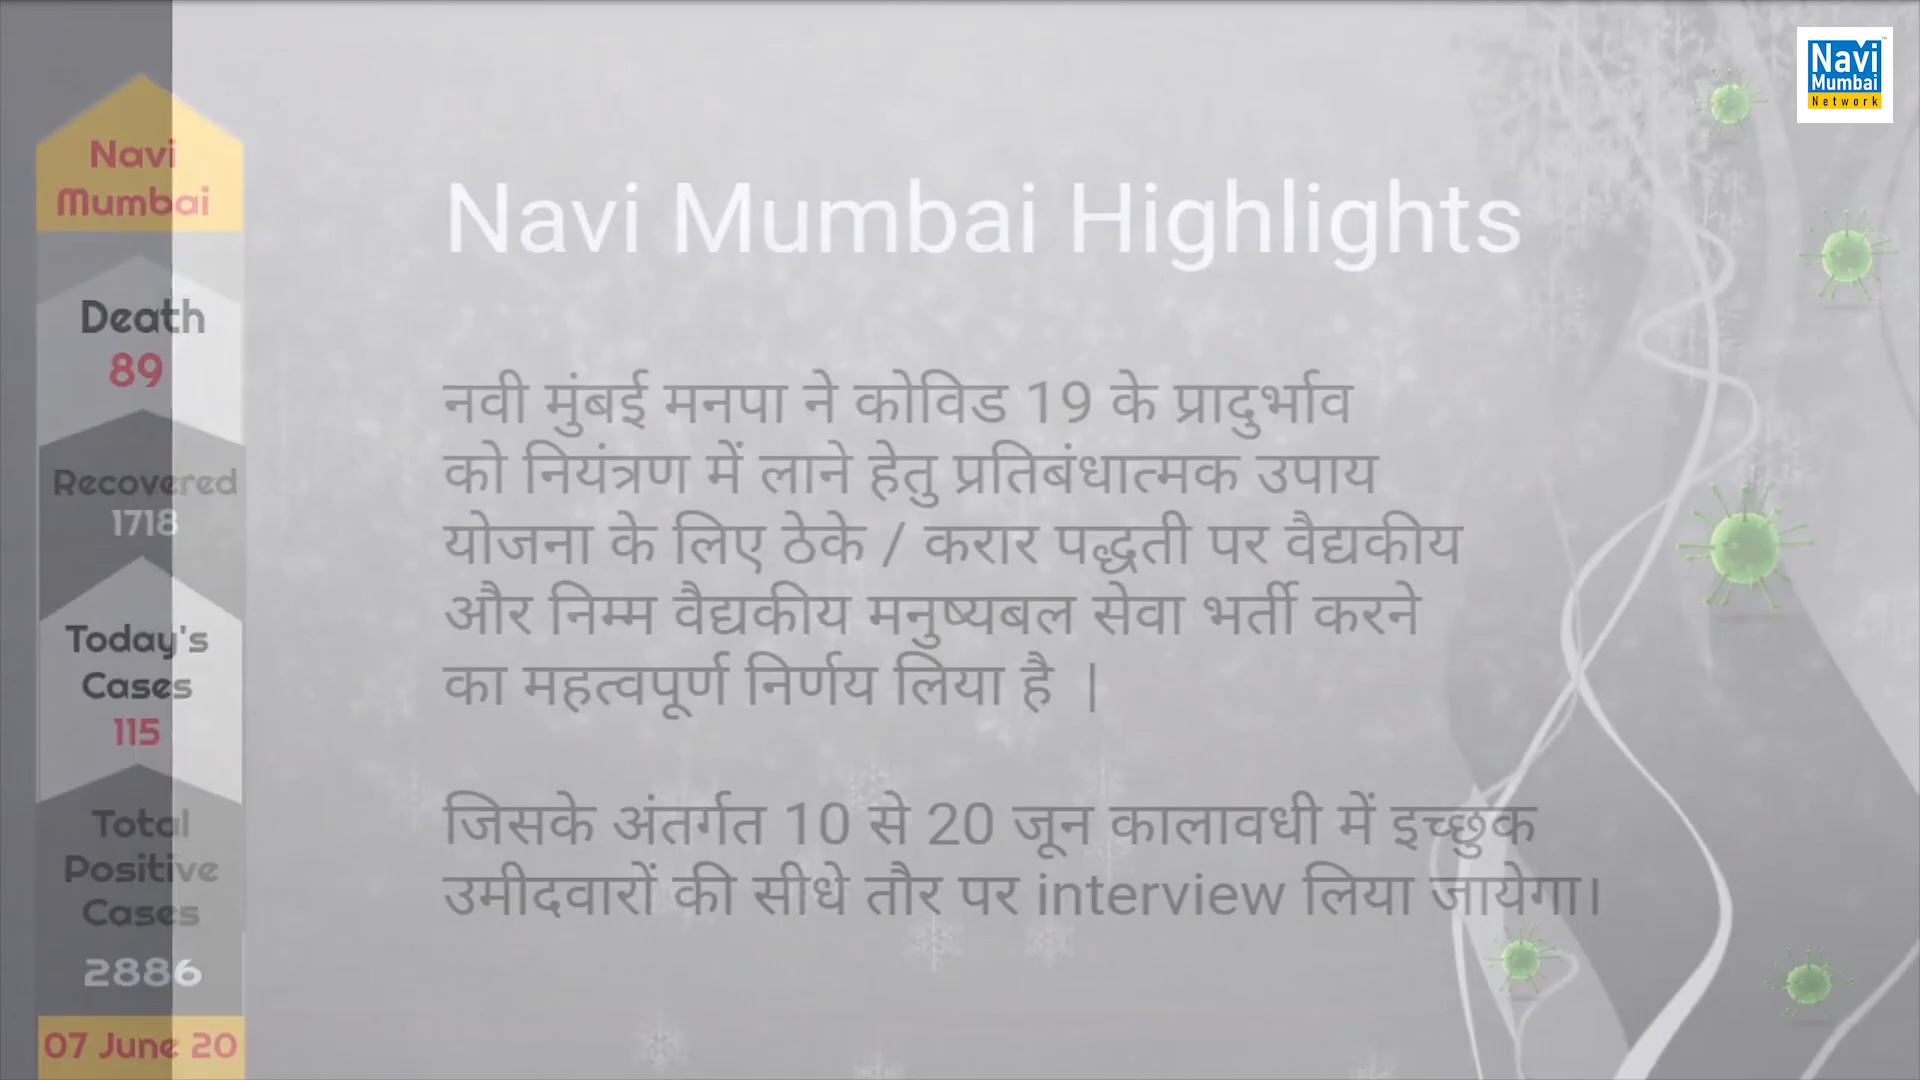 Navi
Mumbai
Network
Navi
Mumbai
Death
89
Recovered
1718
Today's
Cases
115
Total
Positive
Cases
2886
07 June 20
Navi Mumbai Highlights
नवी मुंबई मनपा ने कोविड 19 के प्रादुर्भाव
को नियंत्रण में लाने हेतु प्रतिबंधात्मक उपाय
योजना के लिए ठेके / करार पद्धती पर वैद्यकीय
और निम्म वैद्यकीय मनुष्यबल सेवा भर्ती करने
का महत्वपूर्ण निर्णय लिया है |
जिसके अंतर्गत 10 से 20 जून कालावधी में इच्छुक
उमीदवारों की सीधे तौर पर interview लिया जायेगा।